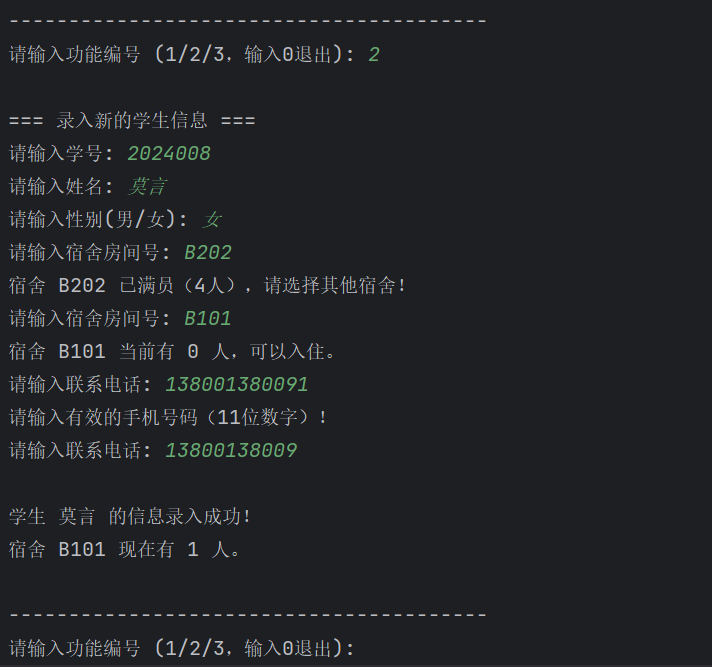 ----------------------------------------
请输入功能编号 (1/2/3，输入0退出): 2
=== 录入新的学生信息 ===
请输入学号: 2024008
请输入姓名: 莫言
请输入性别(男/女): 女
请输入宿舍房间号: B202
宿舍 B202 已满员（4人），请选择其他宿舍！
请输入宿舍房间号: B101
宿舍 B101 当前有 0 人，可以入住。
请输入联系电话: 138001380091
请输入有效的手机号码（11位数字）！
请输入联系电话: 13800138009
学生 莫言 的信息录入成功！
宿舍 B101 现在有 1 人。
----------------------------------------
请输入功能编号 (1/2/3，输入0退出):